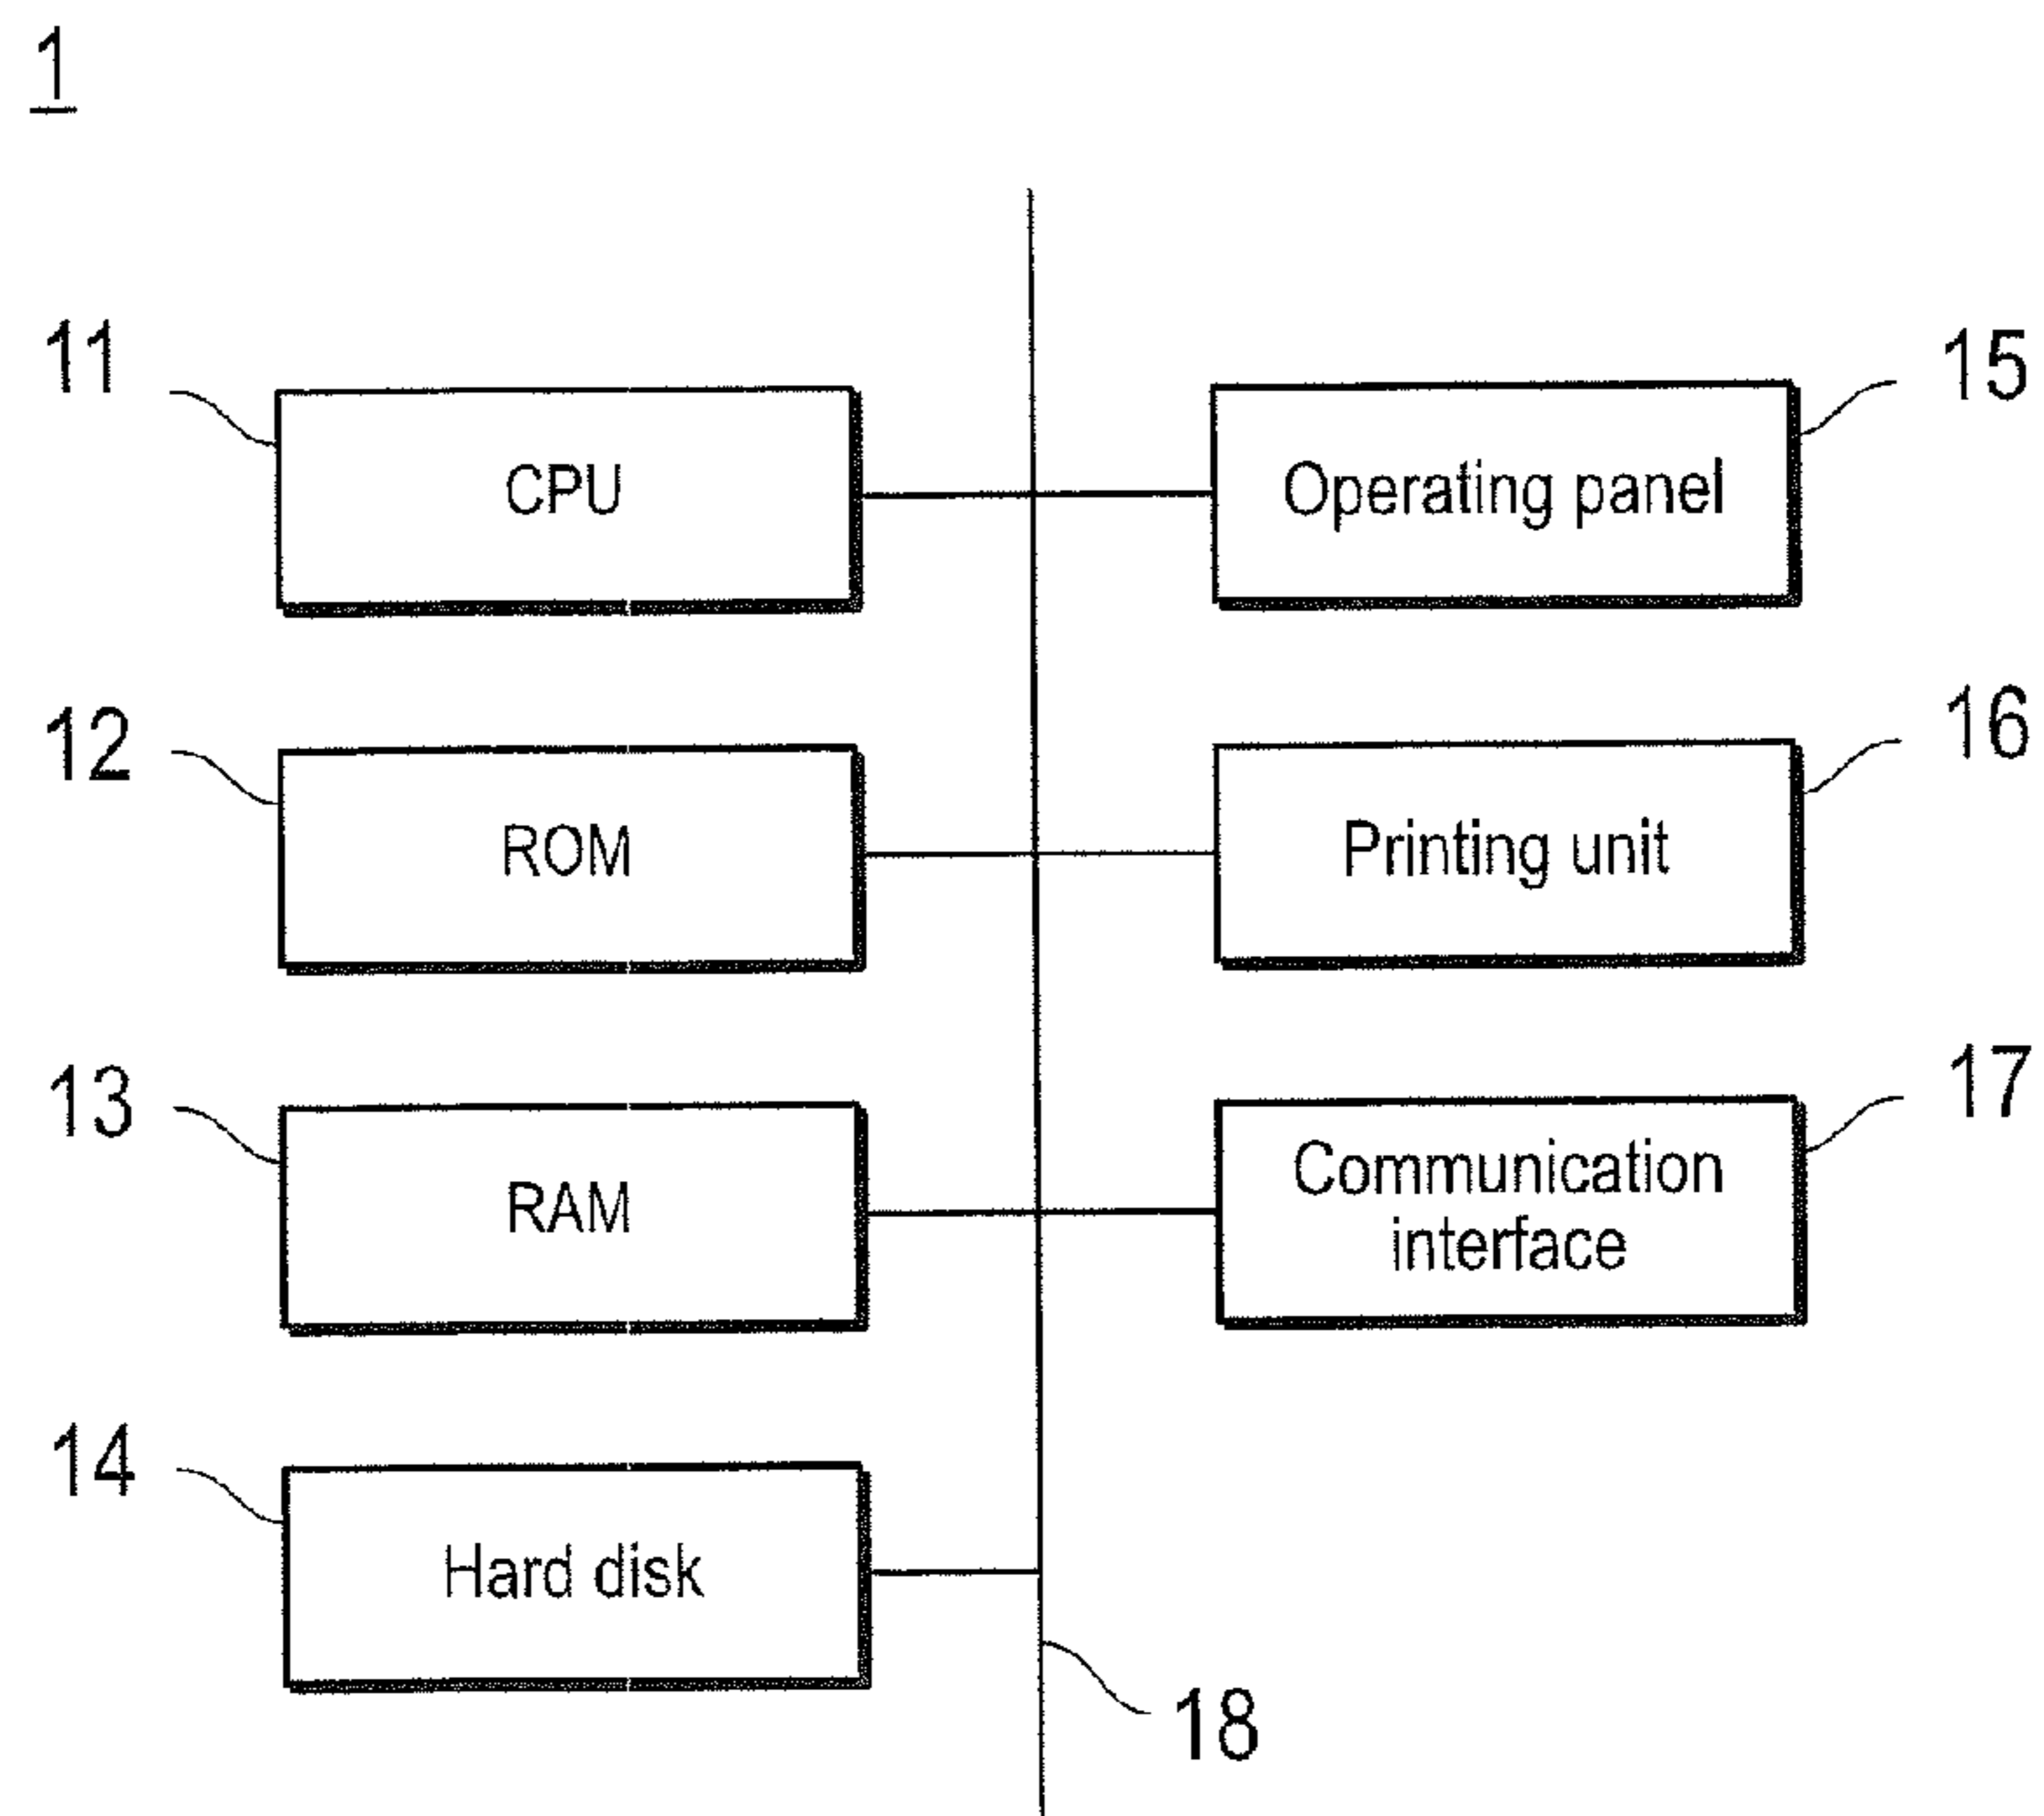 1
11
CPU
Operating panel
15
12
ROM
Printing unit
16
13
RAM
Communication
interface
17
14
Hard disk
18